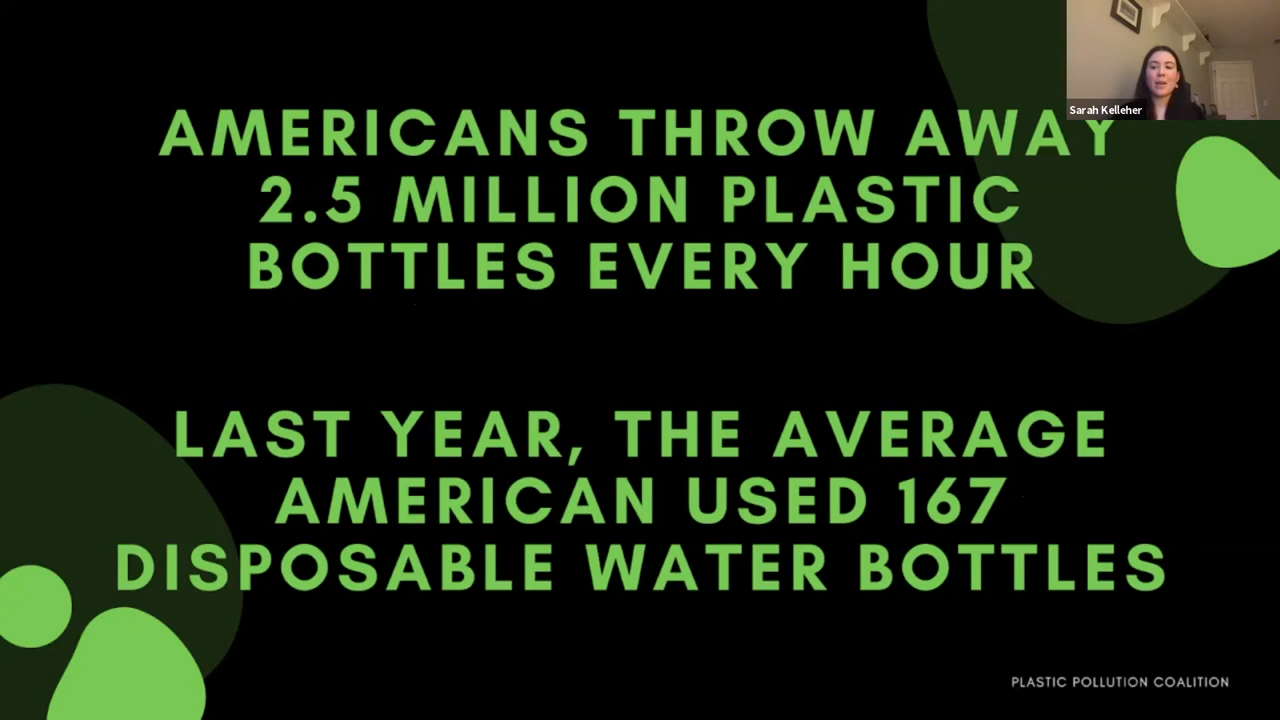 Sarah Kelleher
AMERICANS THROW AWAY
2.5 MILLION PLASTIC
BOTTLES EVERY HOUR
LAST YEAR, THE AVERAGE
AMERICAN USED 167
DISPOSABLE WATER BOTTLES
PLASTIC POLLUTION COALITION